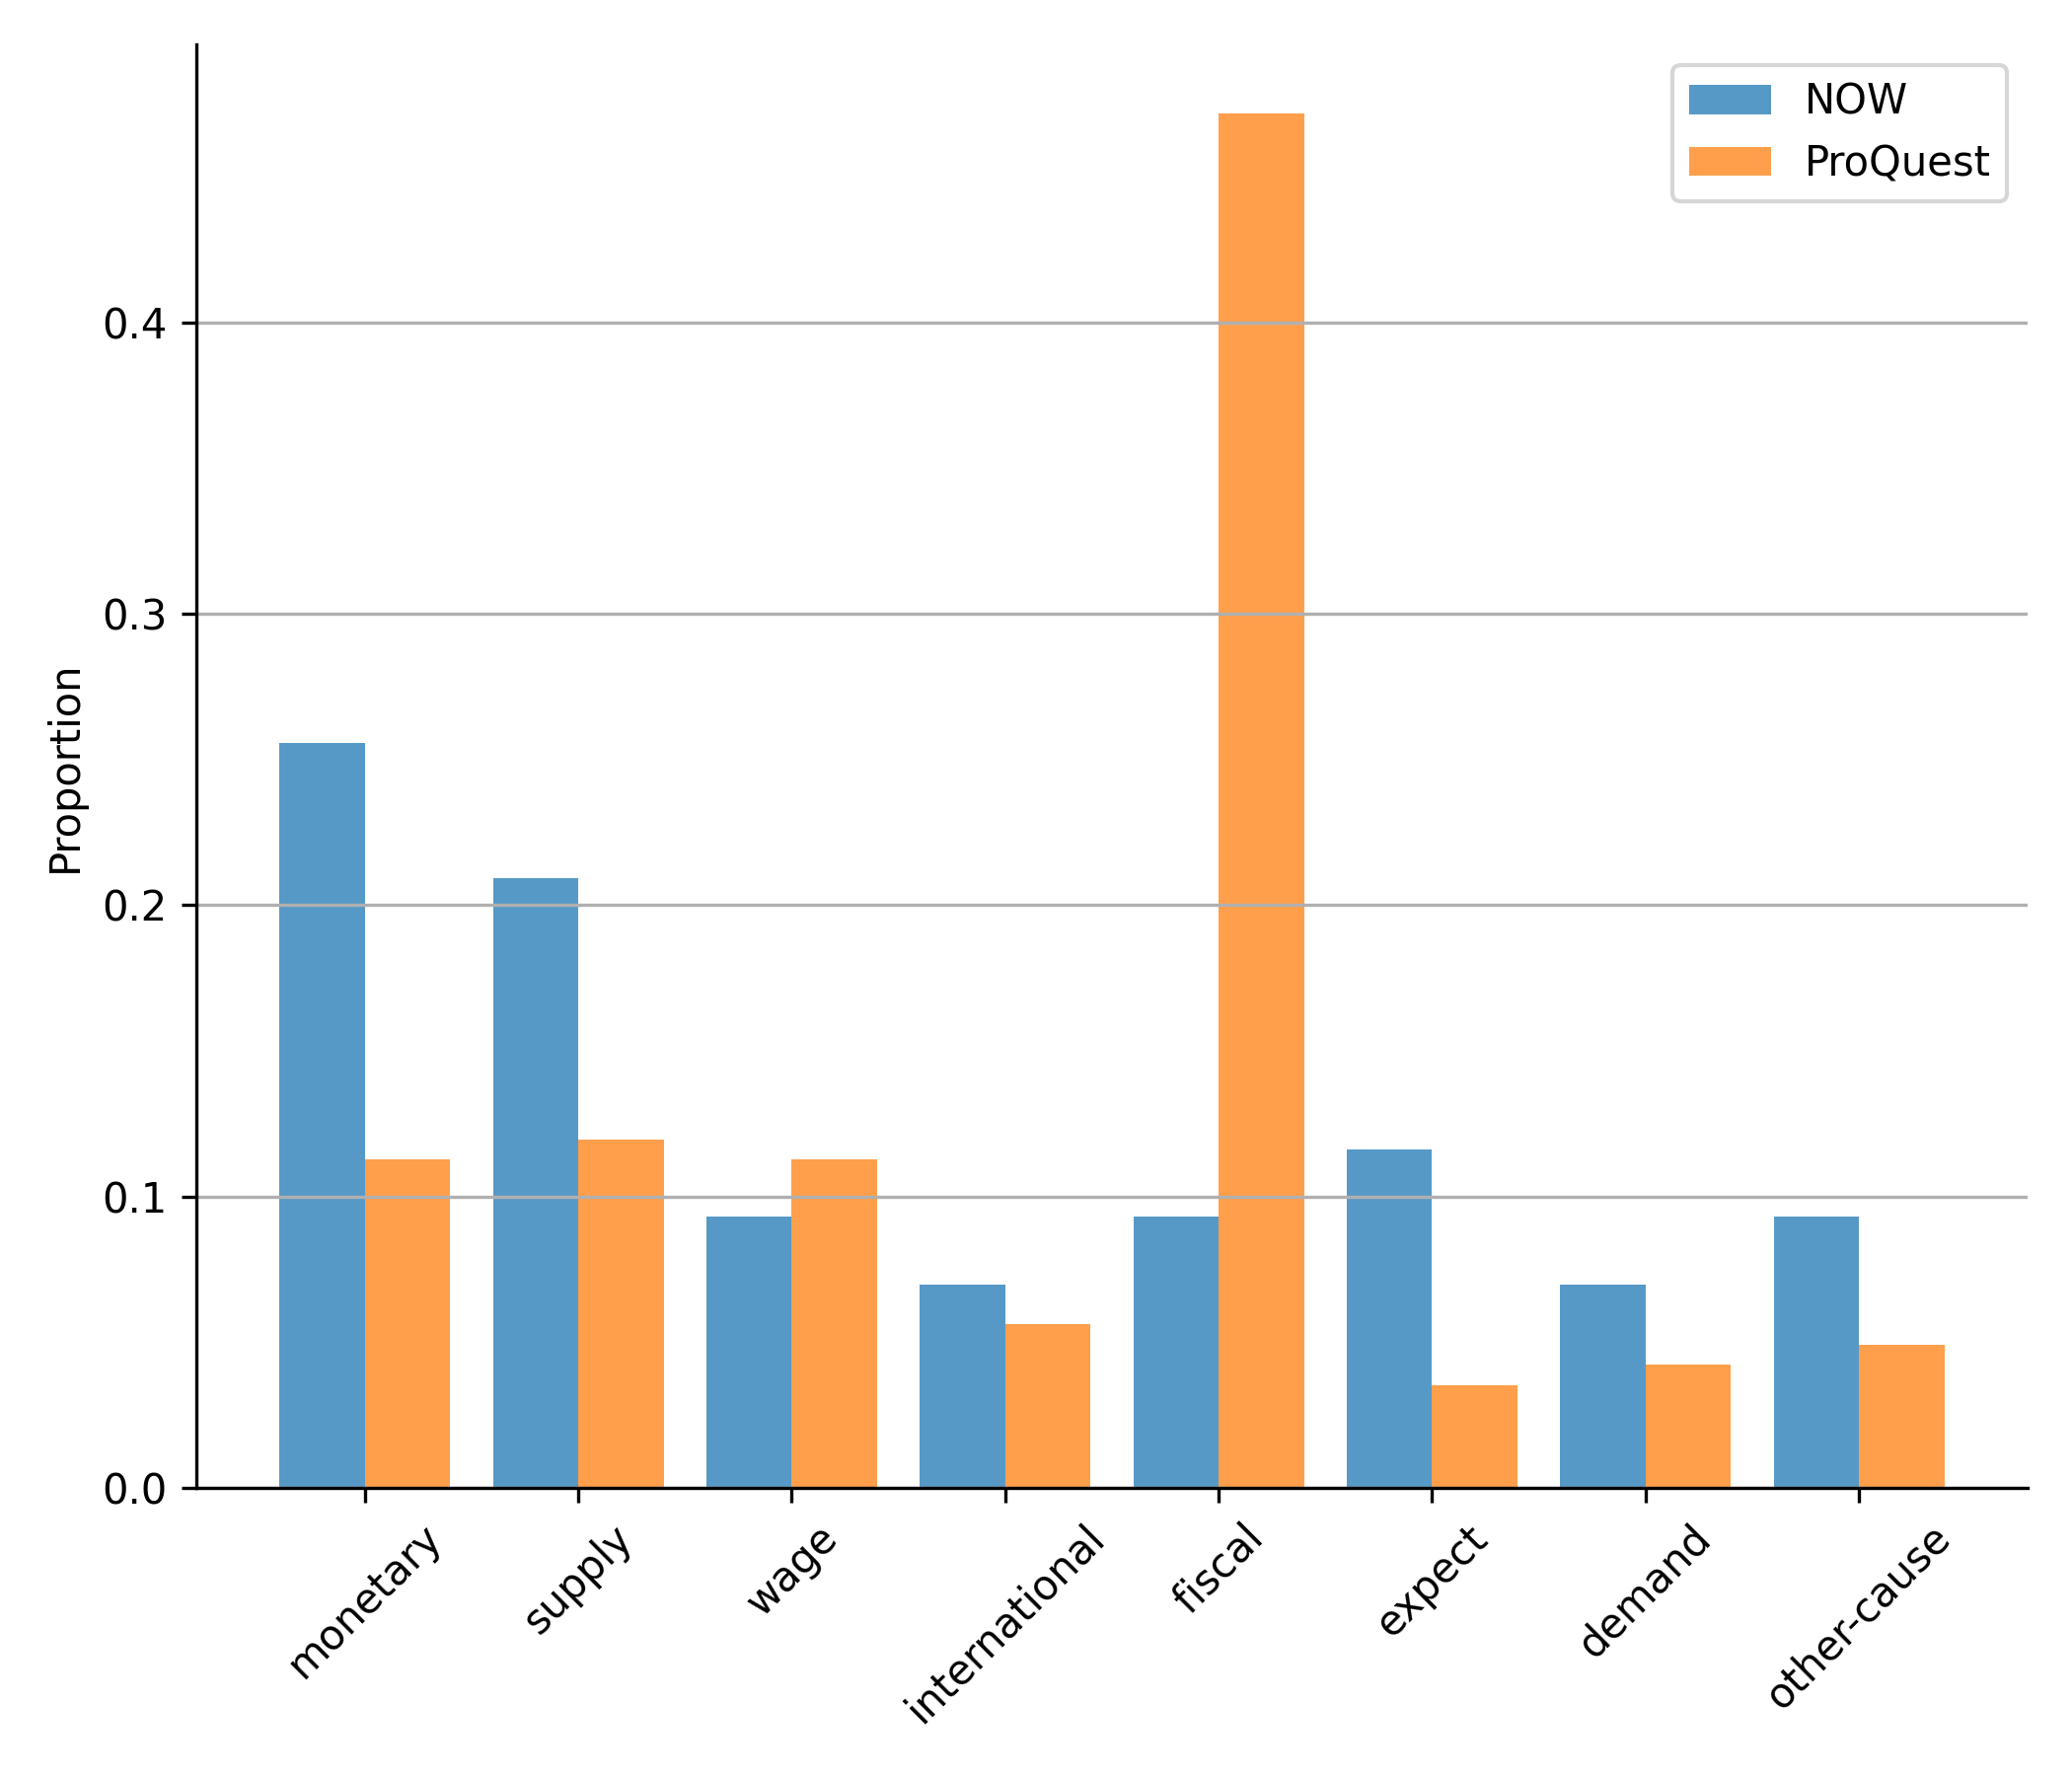 NOW
ProQuest
Proportion
0.4
0.3
0.2
0.1
0.0
monetary
supply
wage
international
fiscal
expect
demand
other-cause